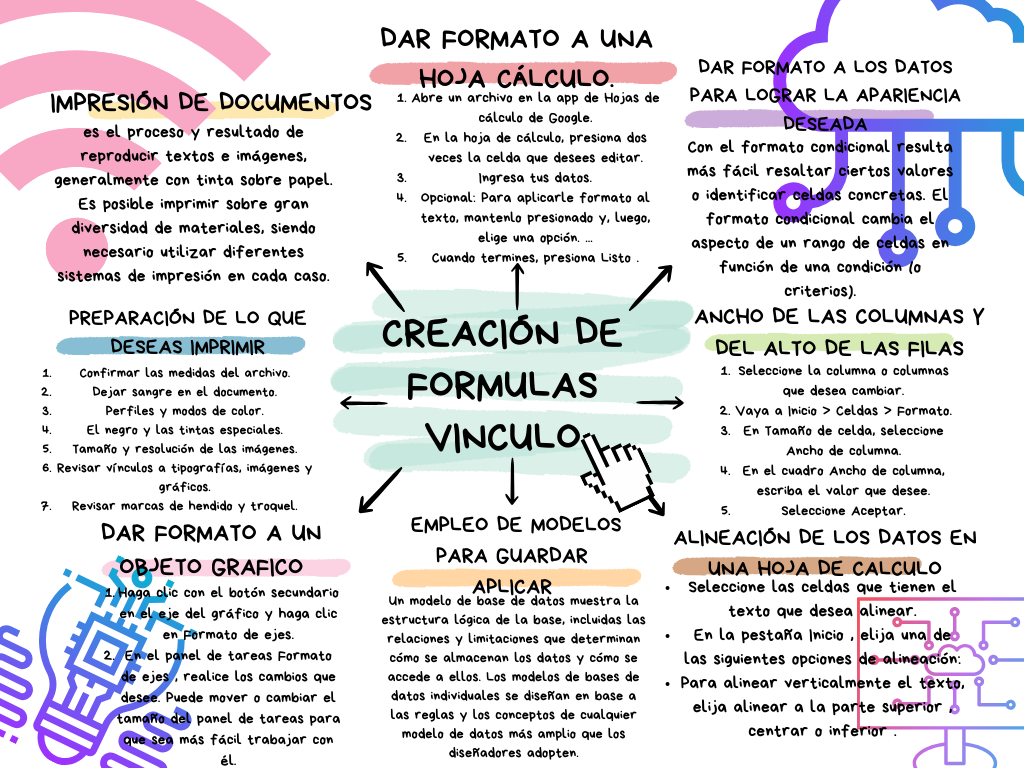 DAR FORMATO A UNA
HOJA CÁLCULO.
1. Abre un archivo en la app de Hojas de
cálculo de Google.
2. En la hoja de cálculo, presiona dos
veces la celda que desees editar.
3. Ingresa tus datos.
4. Opcional: Para aplicarle formato al
texto, mantenlo presionado y, luego,
elige una opción. ...
5. Cuando termines, presiona Listo .
IMPRESIÓN DE DOCUMENTOS
es el proceso y resultado de
reproducir textos e imágenes,
generalmente con tinta sobre papel.
Es posible imprimir sobre gran
diversidad de materiales, siendo
necesario utilizar diferentes
sistemas de impresión en cada caso.
DAR FORMATO A LOS DATOS
PARA LOGRAR LA APARIENCIA
DESEADA
Con el formato condicional resulta
más fácil resaltar ciertos valores
o identificar celdas concretas. El
formato condicional cambia el
aspecto de un rango de celdas en
función de una condición (o
criterios).
CREACIÓN DE
FORMULAS
VINCULO
PREPARACIÓN DE LO QUE
DESEAS IMPRIMIR
1. Confirmar las medidas del archivo.
2. Dejar sangre en el documento.
3. Perfiles y modos de color.
4. El negro y las tintas especiales.
5. Tamaño y resolución de las imágenes.
6. Revisar vínculos a tipografías, imágenes y
gráficos.
7. Revisar marcas de hendido y troquel.
ANCHO DE LAS COLUMNAS Y
DEL ALTO DE LAS FILAS
1. Seleccione la columna o columnas
que desea cambiar.
2. Vaya a Inicio > Celdas > Formato.
3. En Tamaño de celda, seleccione
Ancho de columna.
4. En el cuadro Ancho de columna,
escriba el valor que desee.
5. Seleccione Aceptar.
DAR FORMATO A UN
OBJETO GRAFICO
1. Haga clic con el botón secundario
en el eje del gráfico y haga clic
en Formato de ejes.
2. En el panel de tareas Formato
de ejes , realice los cambios que
desee. Puede mover o cambiar el
tamaño del panel de tareas para
que sea más fácil trabajar con
él.
EMPLEO DE MODELOS
PARA GUARDAR
APLICAR
Un modelo de base de datos muestra la
estructura lógica de la base, incluidas las
relaciones y limitaciones que determinan
cómo se almacenan los datos y cómo se
accede a ellos. Los modelos de bases de
datos individuales se diseñan en base a
las reglas y los conceptos de cualquier
modelo de datos más amplio que los
diseñadores adopten.
ALINEACIÓN DE LOS DATOS EN
UNA HOJA DE CALCULO
• Seleccione las celdas que tienen el
texto que desea alinear.
• En la pestaña Inicio , elija una de
las siguientes opciones de alineación:
• Para alinear verticalmente el texto,
elija alinear a la parte superior ,
centrar o inferior .